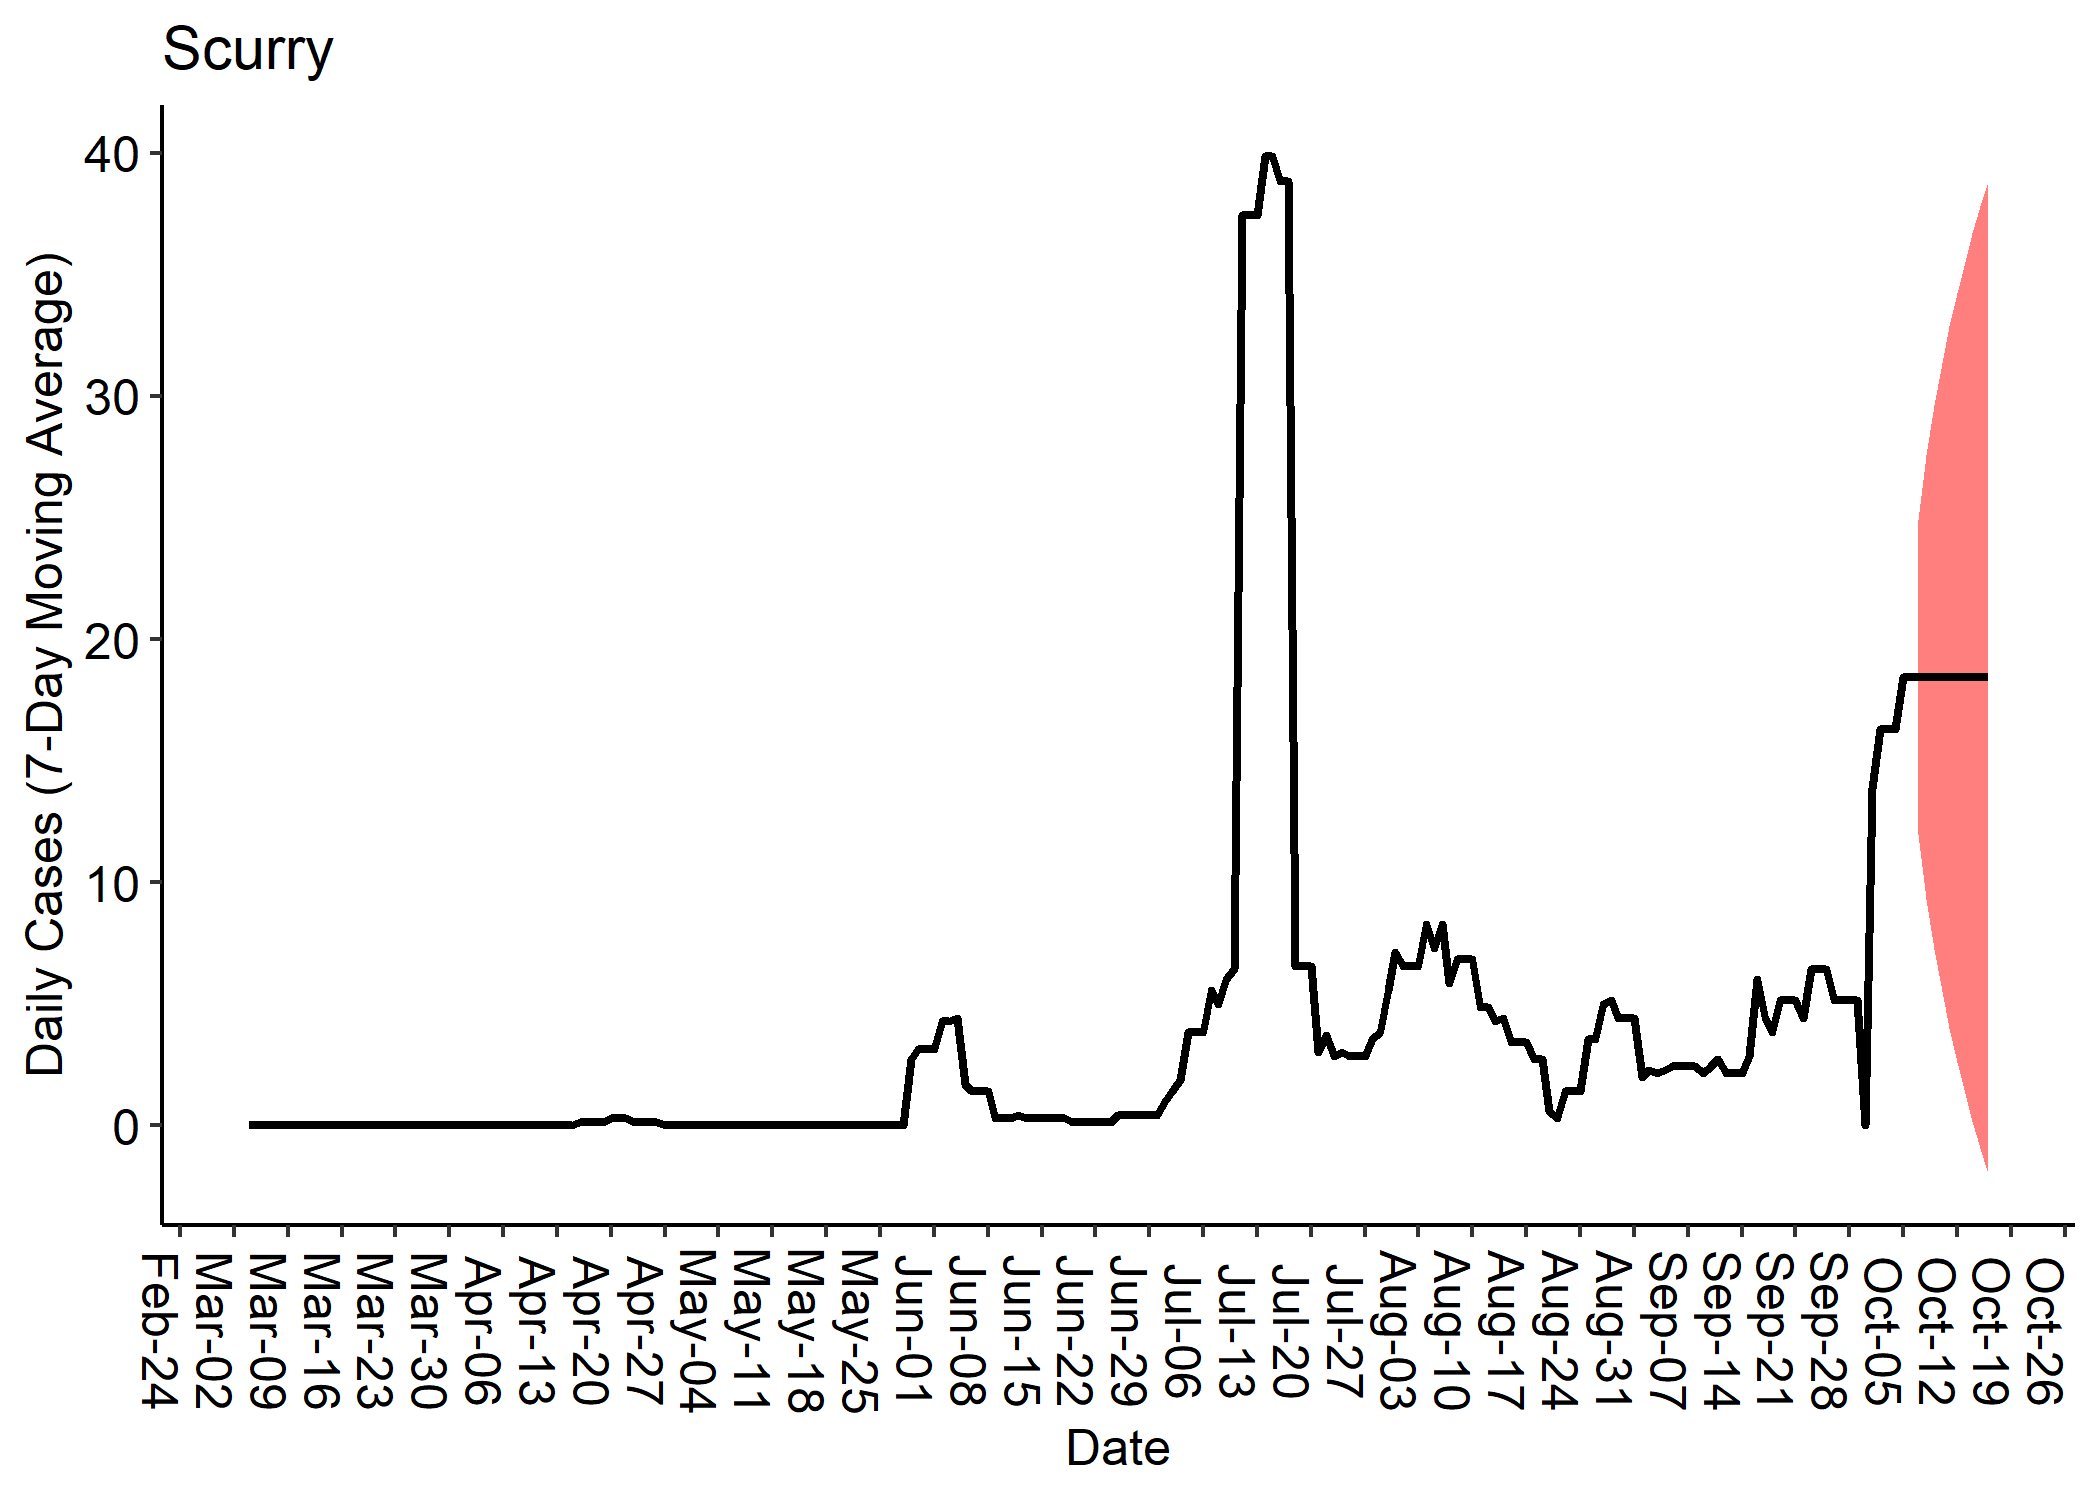 Scurry
Daily Cases (7-Day Moving Average)
40
30
20
10
0
Feb-24
Mar-02
Mar-09
Mar-16
Mar-23
Mar-30
Apr-06
Apr-13
Apr-20
Apr-27
May-04
May-11
May-18
May-25
Jun-01
Jun-08
Jun-15
Jun-22
Jun-29
Jul-06
Jul-13
Jul-20
Jul-27
Aug-03
Aug-10
Aug-17
Aug-24
Aug-31
Sep-07
Sep-14
Sep-21
Sep-28
Oct-05
Oct-12
Oct-19
Oct-26
Date